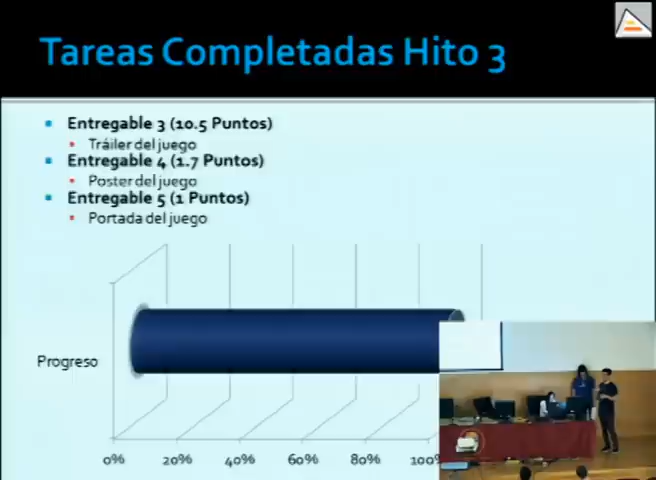 Tareas Completadas Hito 3
Entregable 3 (10.5 Puntos)
Tráiler del juego
Entregable 4 (1.7 Puntos)
Poster del juego
Entregable 5 (1 Puntos)
Portada del juego
Progreso
0% 20% 40% 60% 80% 100%